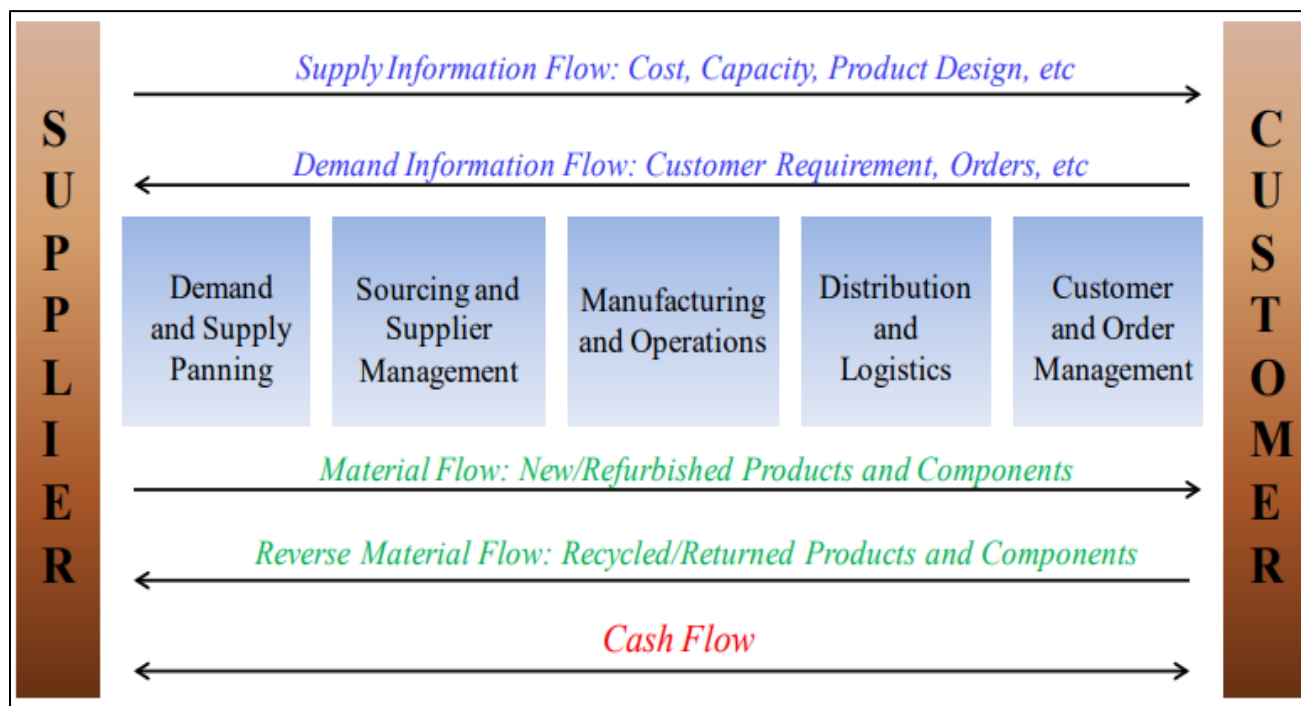 SUPPLIER
Supply Information Flow: Cost, Capacity, Product Design, etc
Demand Information Flow: Customer Requirement, Orders, etc
Demand
and Supply
Panning
Sourcing and
Supplier
Management
Manufacturing
and Operations
Distribution
and
Logistics
Customer
and Order
Management
Material Flow: New/Refurbished Products and Components
Reverse Material Flow: Recycled/Returned Products and Components
Cash Flow
CUSTOMER